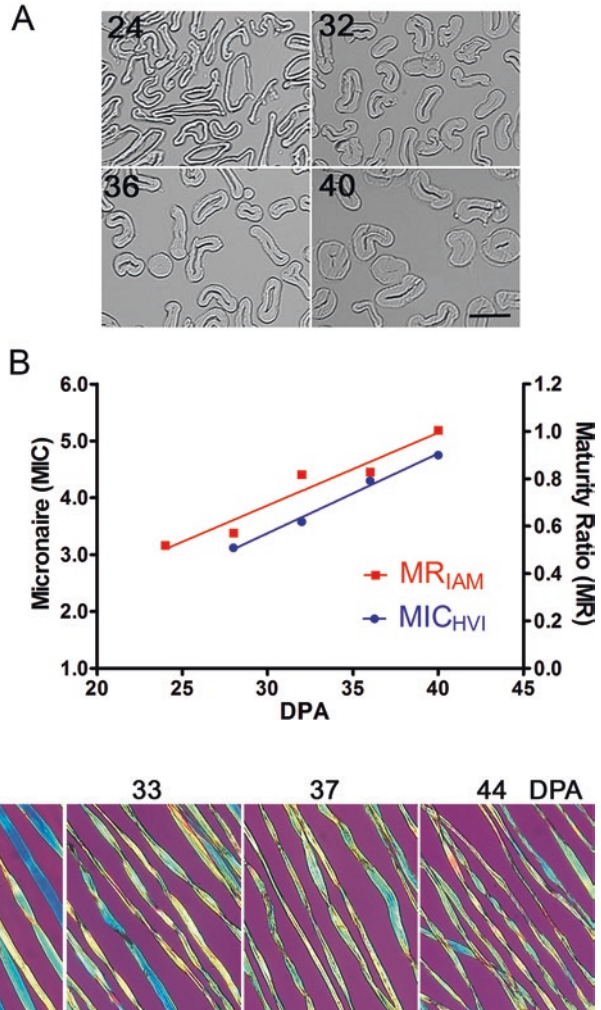 A
24 32
36 40
B
6.0 1.2
5.0 1.0
4.0 0.8
3.0 0.6
2.0 0.4
1.0 0.2
0.0
Micronaire (MIC)
Maturity Ratio (MR)
MRIAM
MICHVI
20 25 30 35 40 45
DPA
33 37 44 DPA